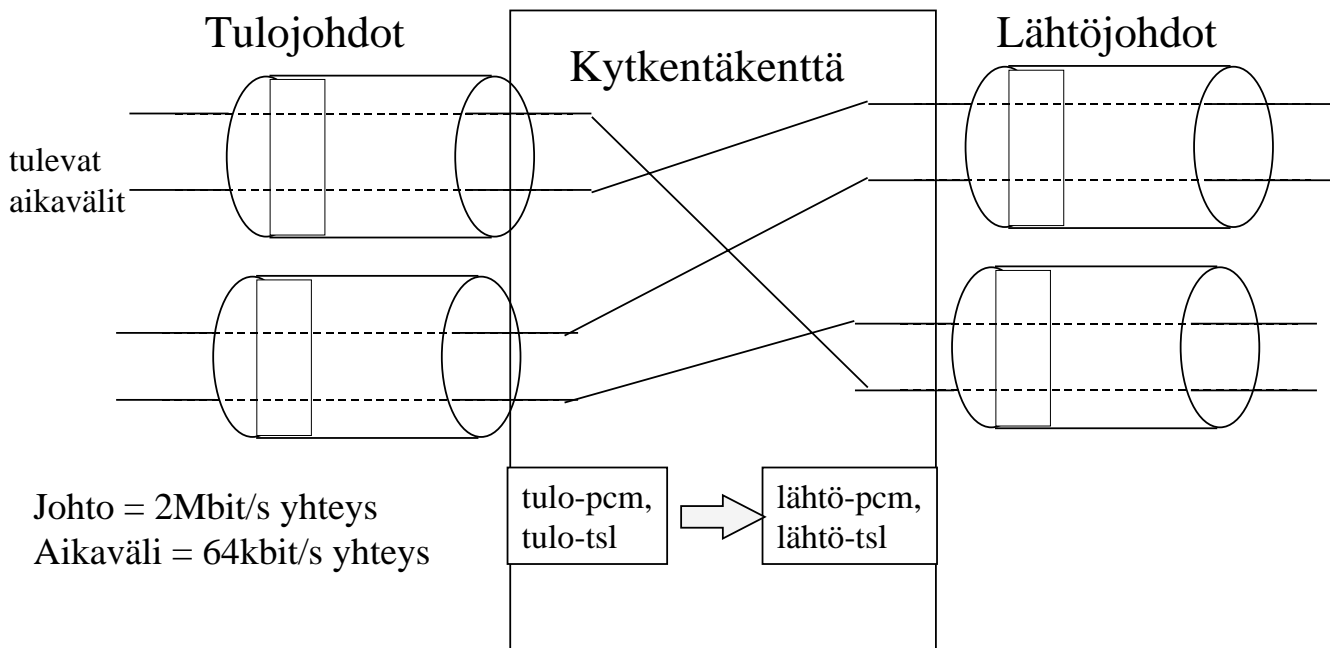 Tulojohdot
Kytkentäkenttä
Lähtöjohdot
tulevat
aikavälit
Johto = 2Mbit/s yhteys
Aikaväli = 64kbit/s yhteys
tulo-pcm,
tulo-tsl
lähtö-pcm,
lähtö-tsl